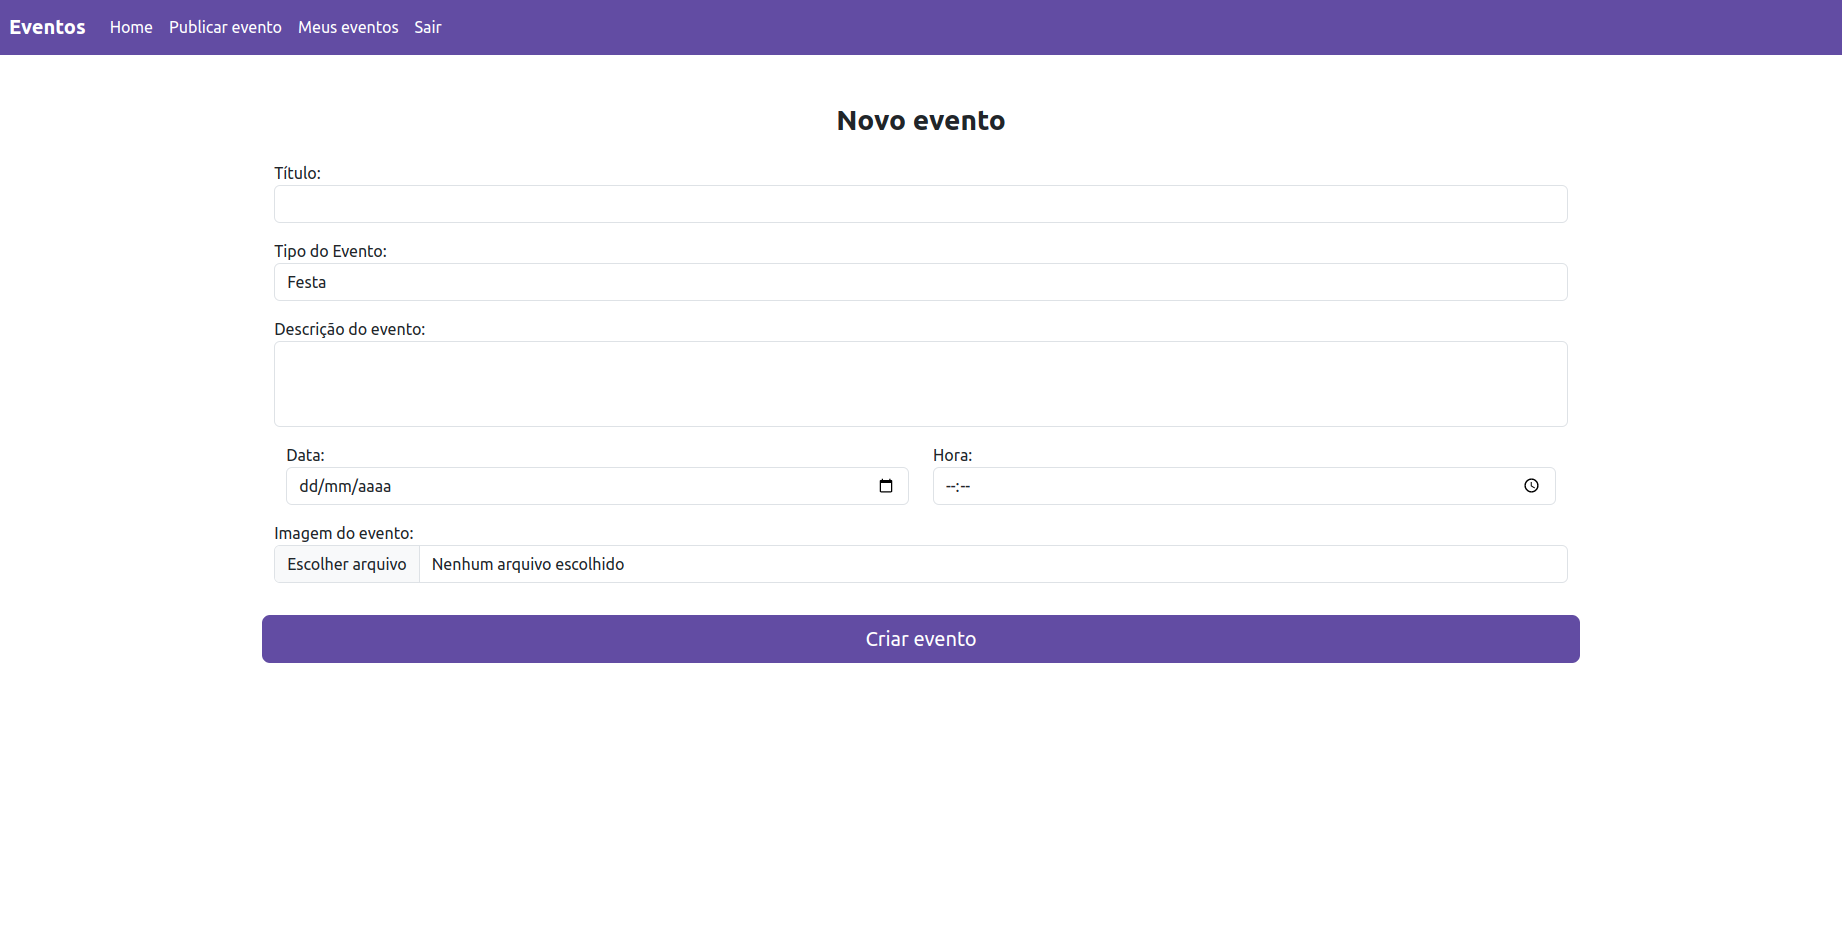 Eventos Home Publicar evento Meus eventos Sair
Novo evento
Título:
Tipo do Evento:
Festa
Descrição do evento:
Data: Hora:
dd/mm/aaaa --:--
Imagem do evento:
Escolher arquivo Nenhum arquivo escolhido
Criar evento